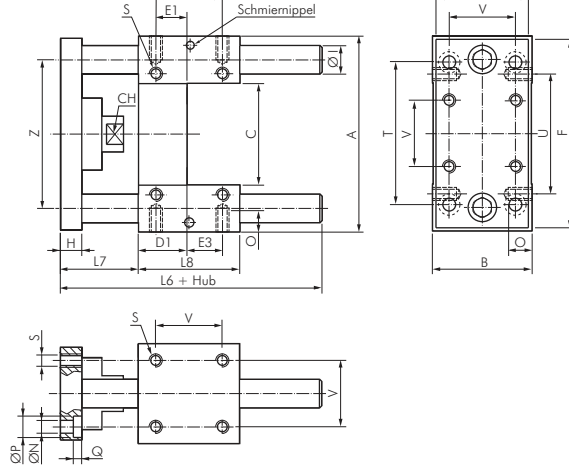 E1
S
Schmiernippel
V
ØI
CH
Z
C
A
T
V
U
F
H
D1
E3
O
O
L7
L8
B
L6 + Hub
S
V
S
V
ØP
ØN
Q